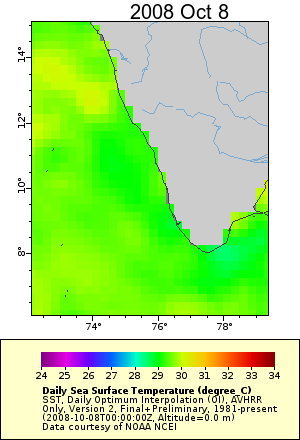 2008 Oct 8
14°
12°
10°
8°
74°
76°
78°
24 25 26 27 28 29 30 31 32 33 34
Daily Sea Surface Temperature (degree_C)
SST, Daily Optimum Interpolation (OI), AVHRR
Only, Version 2, Final+Preliminary, 1981-present
(2008-10-08T00:00:00Z, Altitude=0.0 m)
Data courtesy of NOAA NCEI